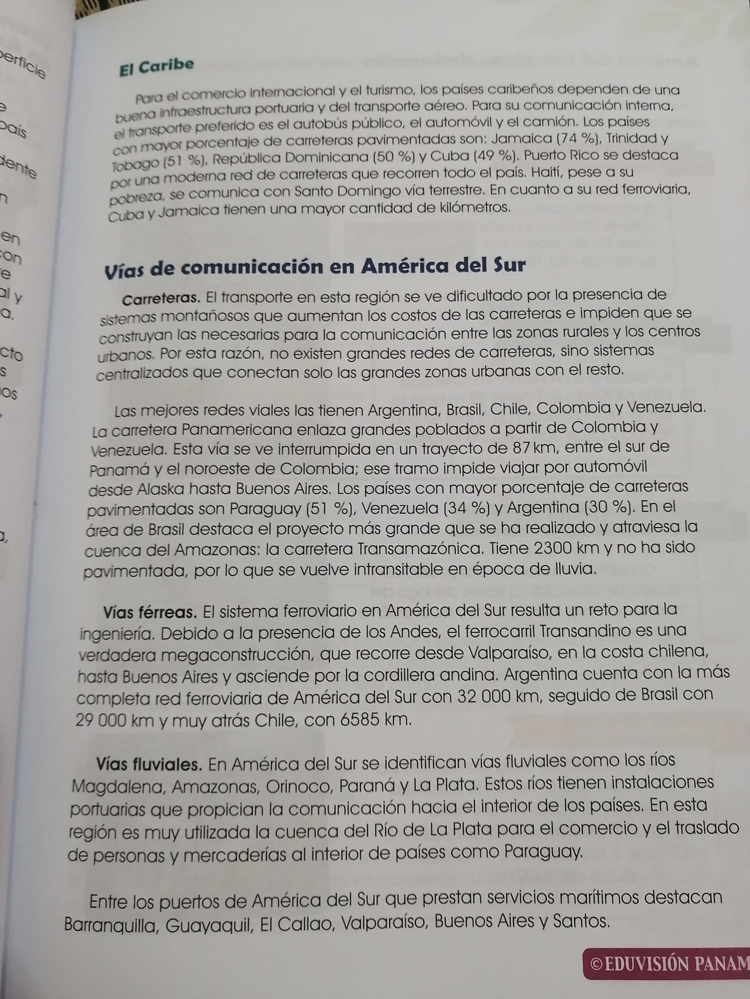 perficie
país
dente
en
con
al y
a.
cto
s
ios
El Caribe
Para el comercio internacional y el turismo, los países caribeños dependen de una
buena infraestructura portuaria y del transporte aéreo. Para su comunicación interna,
el transporte preferido es el autobús público, el automóvil y el camión. Los países
con mayor porcentaje de carreteras pavimentadas son: Jamaica (74 %), Trinidad y
Tobago (51 %), República Dominicana (50 %) y Cuba (49 %). Puerto Rico se destaca
por una moderna red de carreteras que recorren todo el país. Haití, pese a su
pobreza, se comunica con Santo Domingo vía terrestre. En cuanto a su red ferroviaria,
Cuba y Jamaica tienen una mayor cantidad de kilómetros.
Vías de comunicación en América del Sur
Carreteras. El transporte en esta región se ve dificultado por la presencia de
sistemas montañosos que aumentan los costos de las carreteras e impiden que se
construyan las necesarias para la comunicación entre las zonas rurales y los centros
urbanos. Por esta razón, no existen grandes redes de carreteras, sino sistemas
centralizados que conectan solo las grandes zonas urbanas con el resto.
Las mejores redes viales las tienen Argentina, Brasil, Chile, Colombia y Venezuela.
La carretera Panamericana enlaza grandes poblados a partir de Colombia y
Venezuela. Esta vía se ve interrumpida en un trayecto de 87 km, entre el sur de
Panamá y el noroeste de Colombia; ese tramo impide viajar por automóvil
desde Alaska hasta Buenos Aires. Los países con mayor porcentaje de carreteras
pavimentadas son Paraguay (51 %), Venezuela (34 %) y Argentina (30 %). En el
área de Brasil destaca el proyecto más grande que se ha realizado y atraviesa la
cuenca del Amazonas: la carretera Transamazónica. Tiene 2300 km y no ha sido
pavimentada, por lo que se vuelve intransitable en época de lluvia.
Vías férreas. El sistema ferroviario en América del Sur resulta un reto para la
ingeniería. Debido a la presencia de los Andes, el ferrocarril Transandino es una
verdadera megaconstrucción, que recorre desde Valparaíso, en la costa chilena,
hasta Buenos Aires y asciende por la cordillera andina. Argentina cuenta con la más
completa red ferroviaria de América del Sur con 32 000 km, seguido de Brasil con
29 000 km y muy atrás Chile, con 6585 km.
Vías fluviales. En América del Sur se identifican vías fluviales como los ríos
Magdalena, Amazonas, Orinoco, Paraná y La Plata. Estos ríos tienen instalaciones
portuarias que propician la comunicación hacia el interior de los países. En esta
región es muy utilizada la cuenca del Río de La Plata para el comercio y el traslado
de personas y mercaderías al interior de países como Paraguay.
Entre los puertos de América del Sur que prestan servicios marítimos destacan
Barranquilla, Guayaquil, El Callao, Valparaíso, Buenos Aires y Santos.
© EDUVISIÓN PANAM